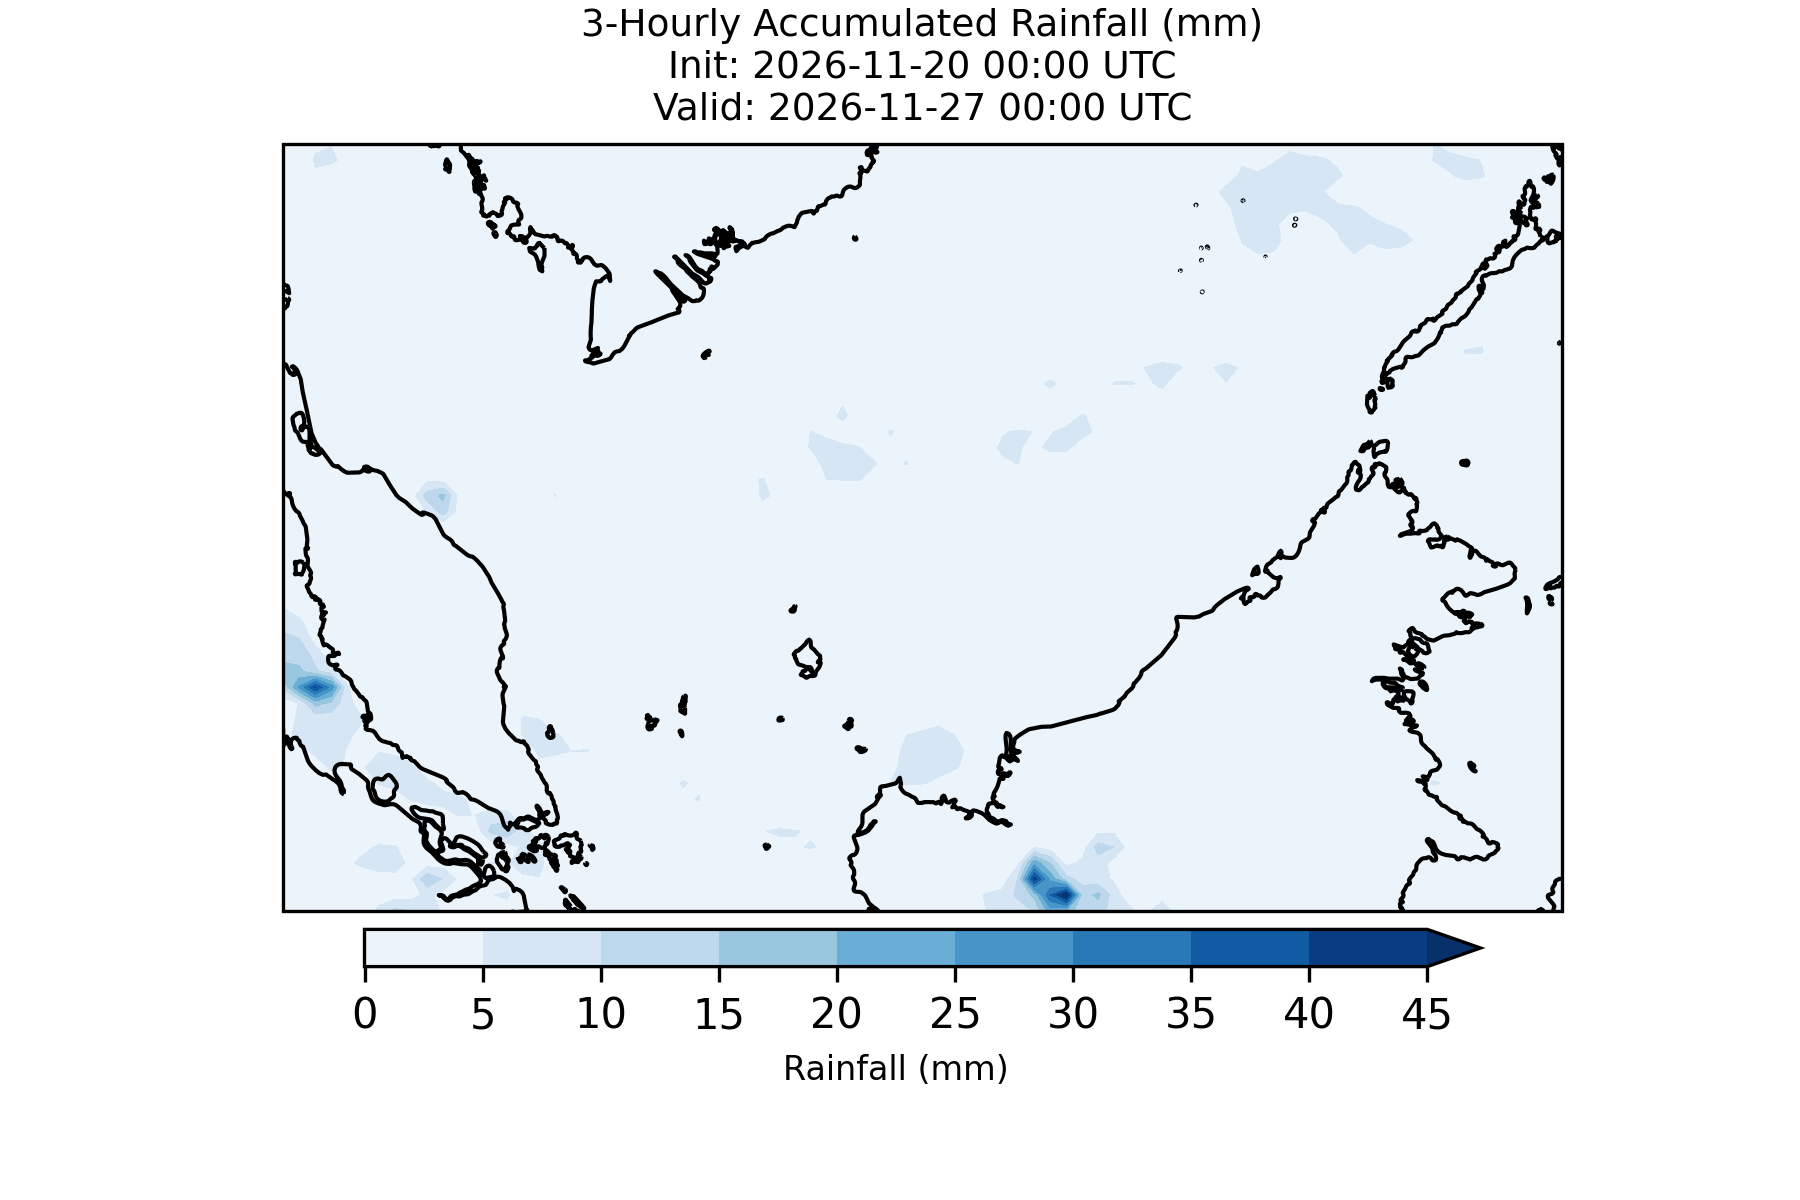 3-Hourly Accumulated Rainfall (mm)
Init: 2026-11-20 00:00 UTC
Valid: 2026-11-27 00:00 UTC
0 5 10 15 20 25 30 35 40 45
Rainfall (mm)